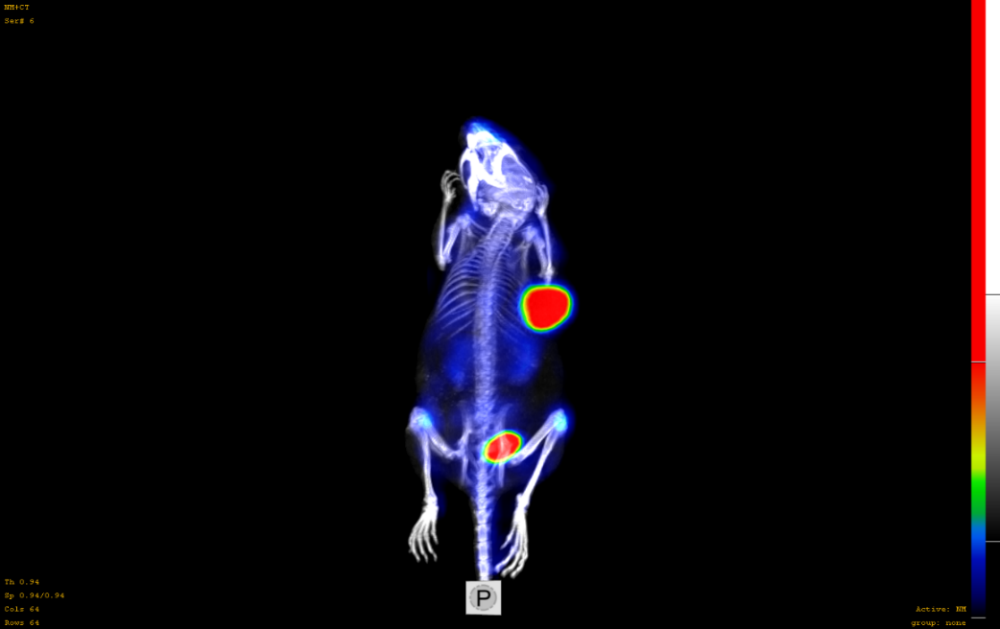 NM+CT
Ser# 6
P
Th 0.94
Sp 0.94/0.94
Cols 64
Rows 64
Active: NM
group: none